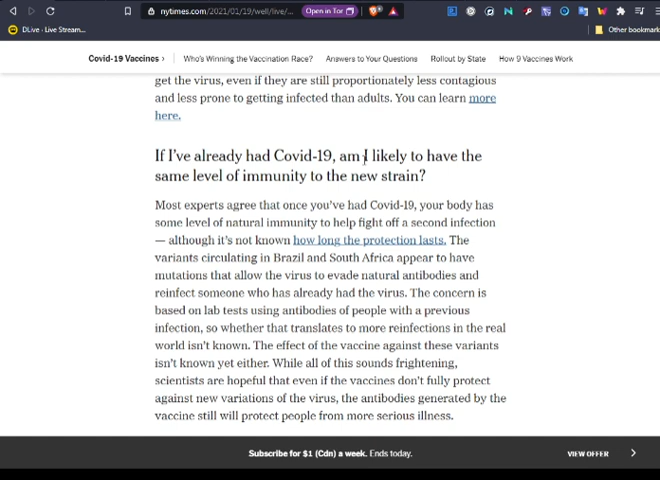 nytimes.com/2021/01/19/well/live/...
Open in Tor
DLive - Live Stream...
Other bookmark
Covid-19 Vaccines ›
Who's Winning the Vaccination Race?
Answers to Your Questions
Rollout by State
How 9 Vaccines Work
get the virus, even if they are still proportionately less contagious
and less prone to getting infected than adults. You can learn more
here.
If I've already had Covid-19, am I likely to have the
same level of immunity to the new strain?
Most experts agree that once you've had Covid-19, your body has
some level of natural immunity to help fight off a second infection
— although it's not known how long the protection lasts. The
variants circulating in Brazil and South Africa appear to have
mutations that allow the virus to evade natural antibodies and
reinfect someone who has already had the virus. The concern is
based on lab tests using antibodies of people with a previous
infection, so whether that translates to more reinfections in the real
world isn't known. The effect of the vaccine against these variants
isn't known yet either. While all of this sounds frightening,
scientists are hopeful that even if the vaccines don't fully protect
against new variations of the virus, the antibodies generated by the
vaccine still will protect people from more serious illness.
Subscribe for $1 (Cdn) a week. Ends today.
VIEW OFFER